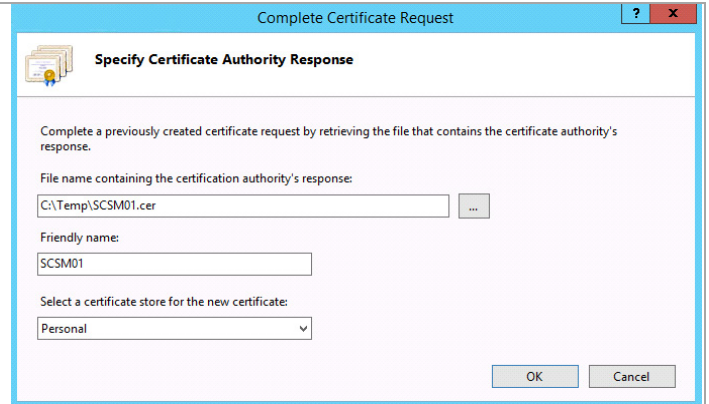 Complete Certificate Request
?
x
Specify Certificate Authority Response
Complete a previously created certificate request by retrieving the file that contains the certificate authority's
response.
File name containing the certification authority's response:
C:\Temp\SCSM01.cer
...
Friendly name:
SCSM01
Select a certificate store for the new certificate:
Personal
OK
Cancel